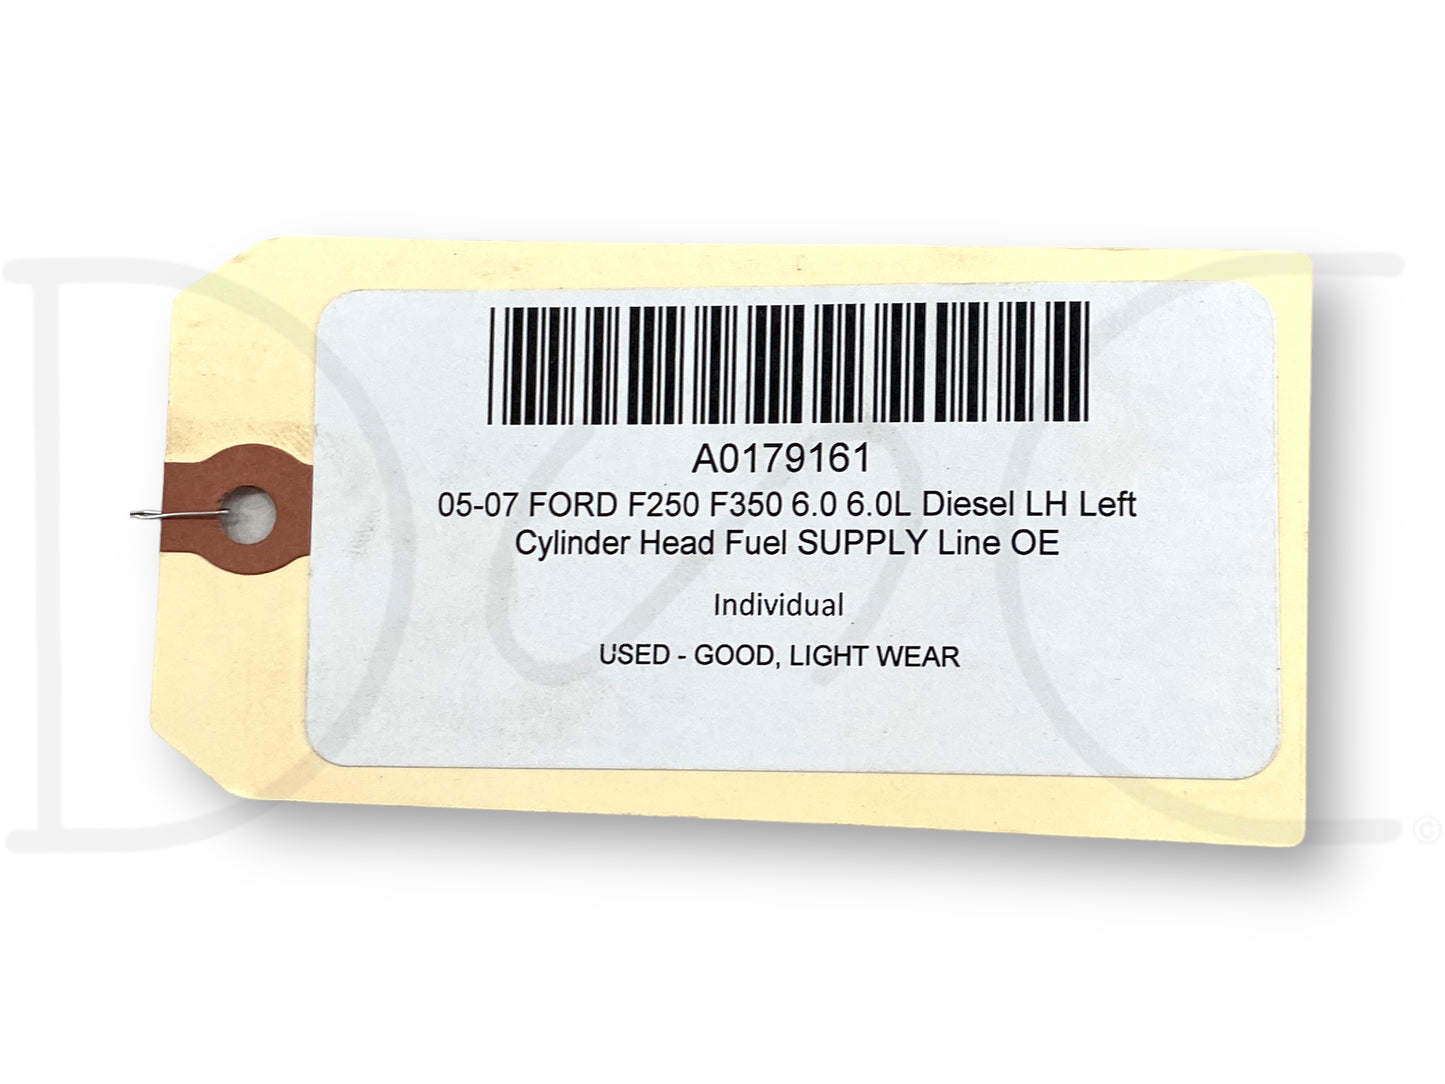 A0179161
05-07 FORD F250 F350 6.0 6.0L Diesel LH Left
Cylinder Head Fuel SUPPLY Line OE
Individual
USED - GOOD, LIGHT WEAR
©